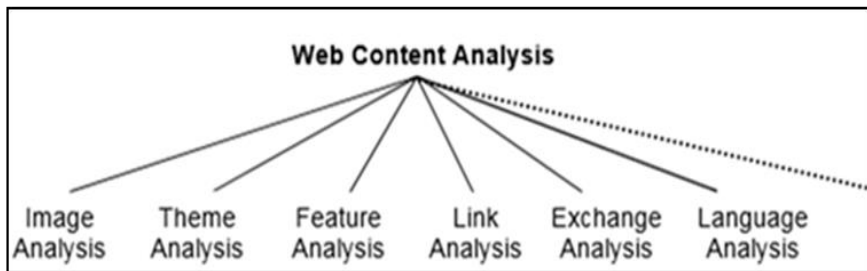 Web Content Analysis
Image Analysis
Theme Analysis
Feature Analysis
Link Analysis
Exchange Analysis
Language Analysis